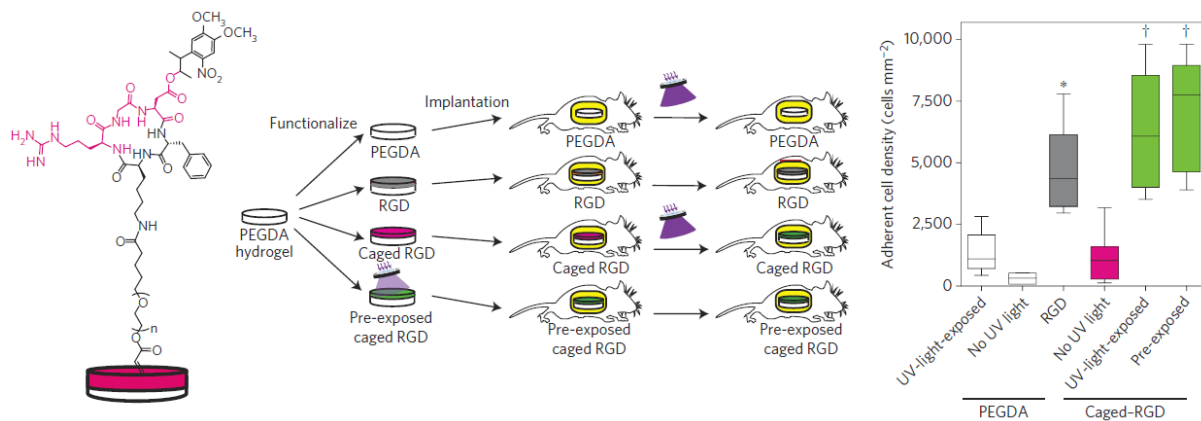 OCH₃
OCH₃
NO₂
O
O
O
O
NH
N
H
O
O
HN
H₂N
NH
NH
N
H
O
NH
HN
O
O
NH
O
O
n
O
O
Functionalize
Implantation
PEGDA
PEGDA
PEGDA
RGD
RGD
RGD
PEGDA
hydrogel
Caged RGD
Caged RGD
Caged RGD
Pre-exposed
caged RGD
Pre-exposed
caged RGD
Pre-exposed
caged RGD
Adherent cell density (cells mm⁻²)
10,000
7,500
5,000
2,500
0
*
†
†
UV-light-exposed
No UV light
RGD
No UV light
UV-light-exposed
Pre-exposed
PEGDA
Caged-RGD